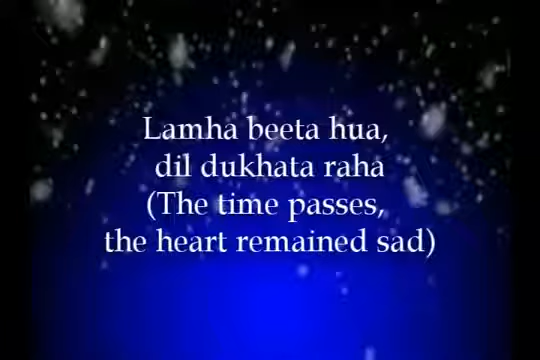 Lamha beeta hua,
dil dukhata raha
(The time passes,
the heart remained sad)